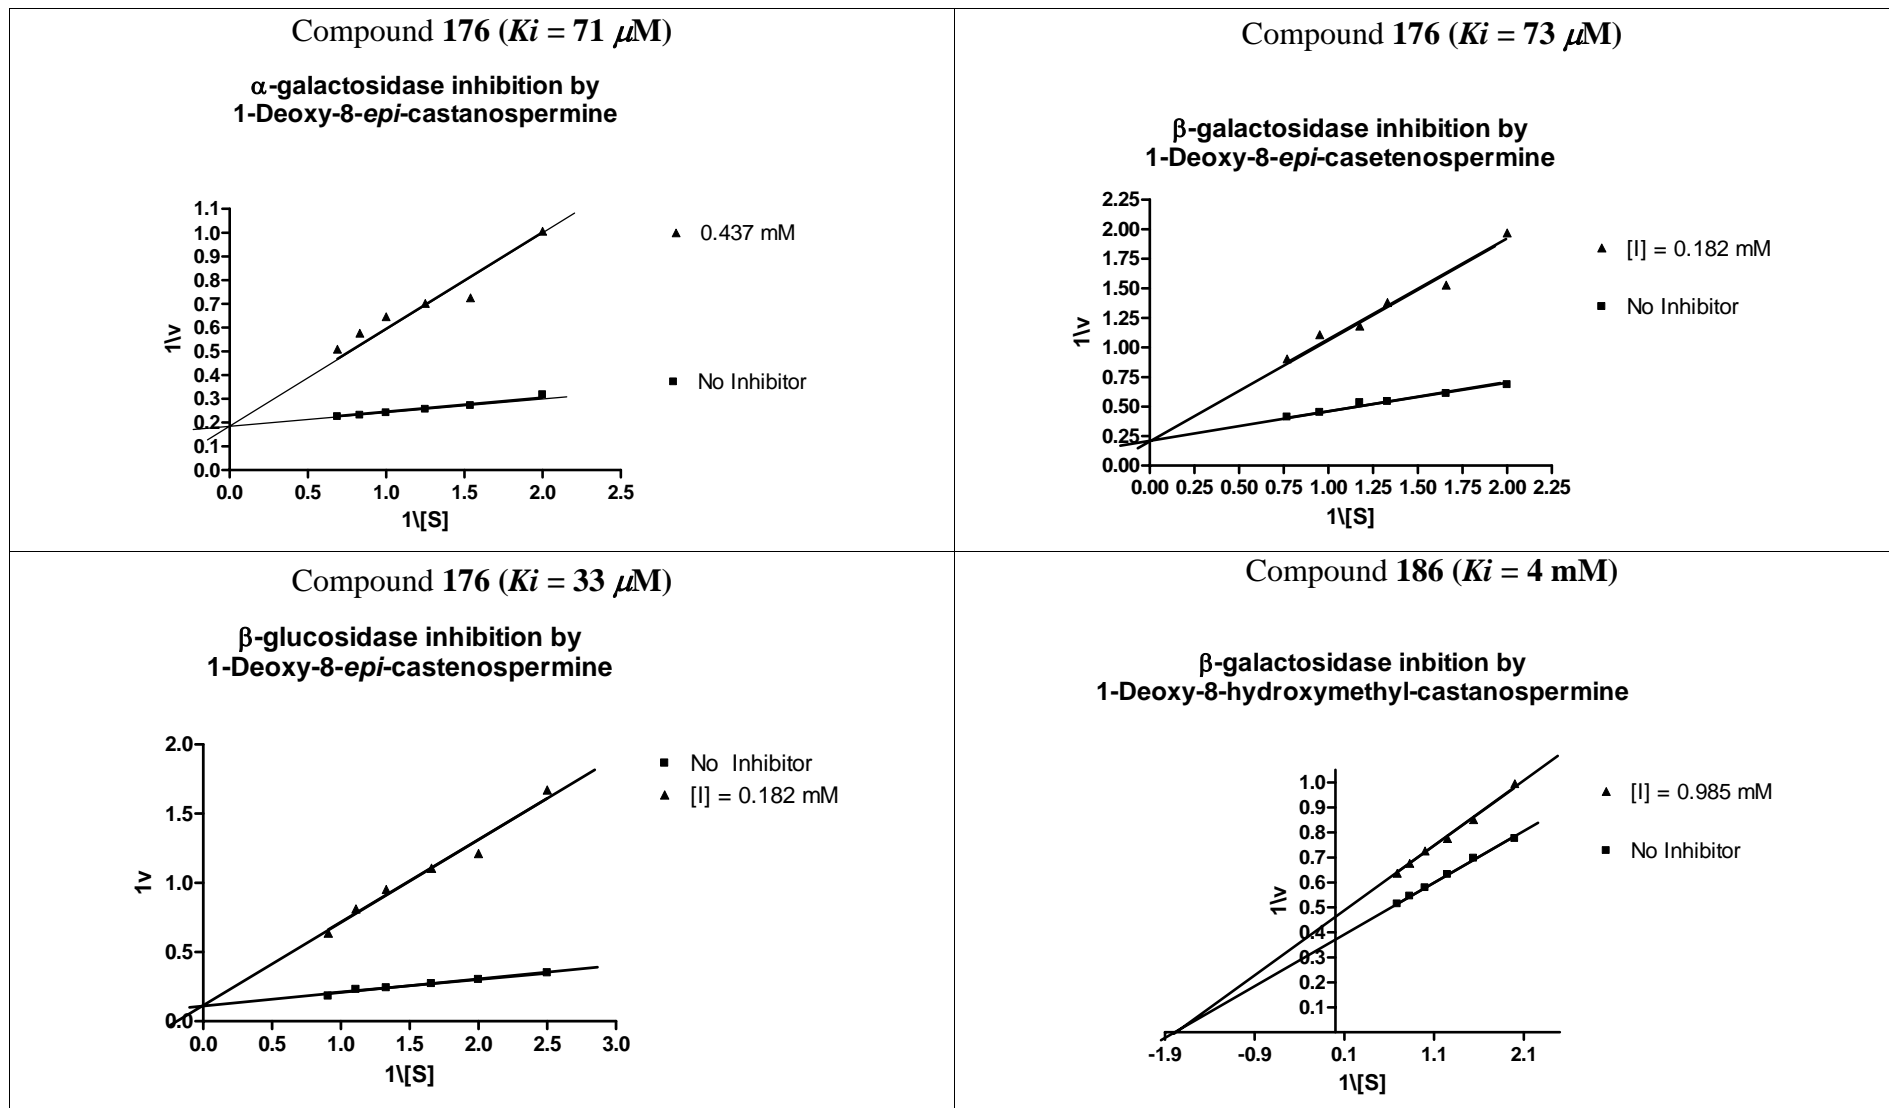 Compound 176 (Ki = 71 µM)
α-galactosidase inhibition by
1-Deoxy-8-epi-castanospermine
1.1
1.0
0.9
0.8
0.7
0.6
0.5
0.4
0.3
0.2
0.1
0.0
1\v
0.0 0.5 1.0 1.5 2.0 2.5
1\[S]
0.437 mM
No Inhibitor
Compound 176 (Ki = 73 µM)
β-galactosidase inhibition by
1-Deoxy-8-epi-casetenospermine
2.25
2.00
1.75
1.50
1.25
1.00
0.75
0.50
0.25
0.00
1\v
0.00 0.25 0.50 0.75 1.00 1.25 1.50 1.75 2.00 2.25
1\[S]
[I] = 0.182 mM
No Inhibitor
Compound 176 (Ki = 33 µM)
β-glucosidase inhibition by
1-Deoxy-8-epi-castenospermine
2.0
1.5
1.0
0.5
0.0
1v
0.0 0.5 1.0 1.5 2.0 2.5 3.0
1\[S]
No Inhibitor
[I] = 0.182 mM
Compound 186 (Ki = 4 mM)
β-galactosidase inbition by
1-Deoxy-8-hydroxymethyl-castanospermine
1.0
0.9
0.8
0.7
0.6
0.5
0.4
0.3
0.2
0.1
1\v
-1.9 -0.9 0.1 1.1 2.1
1\[S]
[I] = 0.985 mM
No Inhibitor